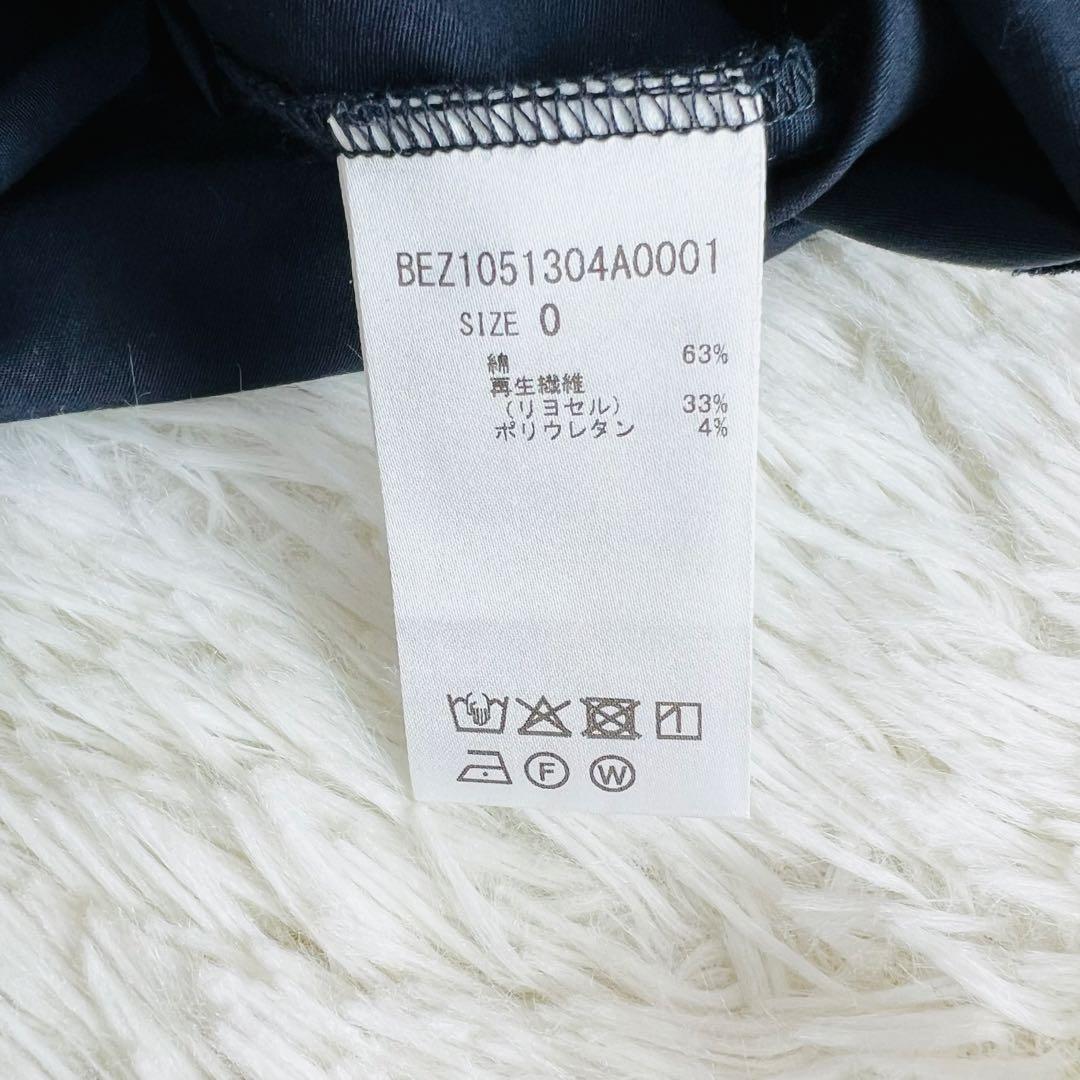 BEZ1051304A0001
SIZE 0
綿 63%
再生繊維
（リヨセル） 33%
ポリウレタン 4%
F W